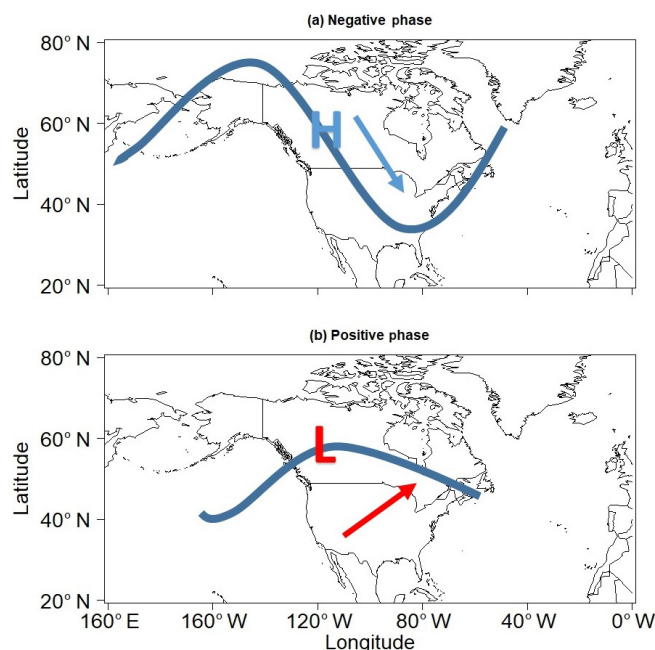 (a) Negative phase
80° N
60° N
40° N
20° N
Latitude
H
(b) Positive phase
80° N
60° N
40° N
20° N
Latitude
L
160° E 160° W 120° W 80° W 40° W 0° W
Longitude